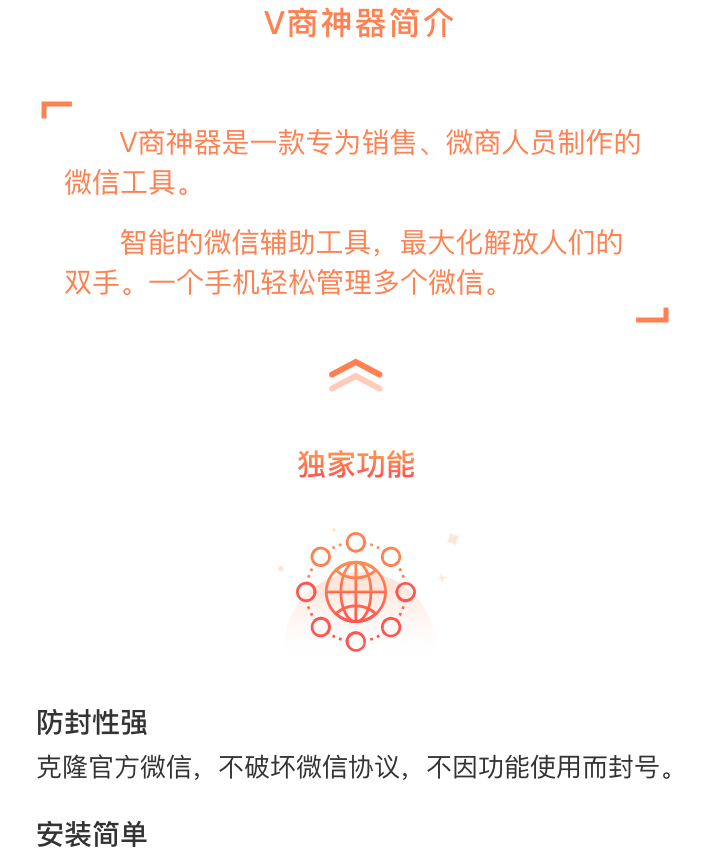 V商神器简介
V商神器是一款专为销售、微商人员制作的
微信工具。
智能的微信辅助工具，最大化解放人们的
双手。一个手机轻松管理多个微信。
独家功能
防封性强
克隆官方微信，不破坏微信协议，不因功能使用而封号。
安装简单